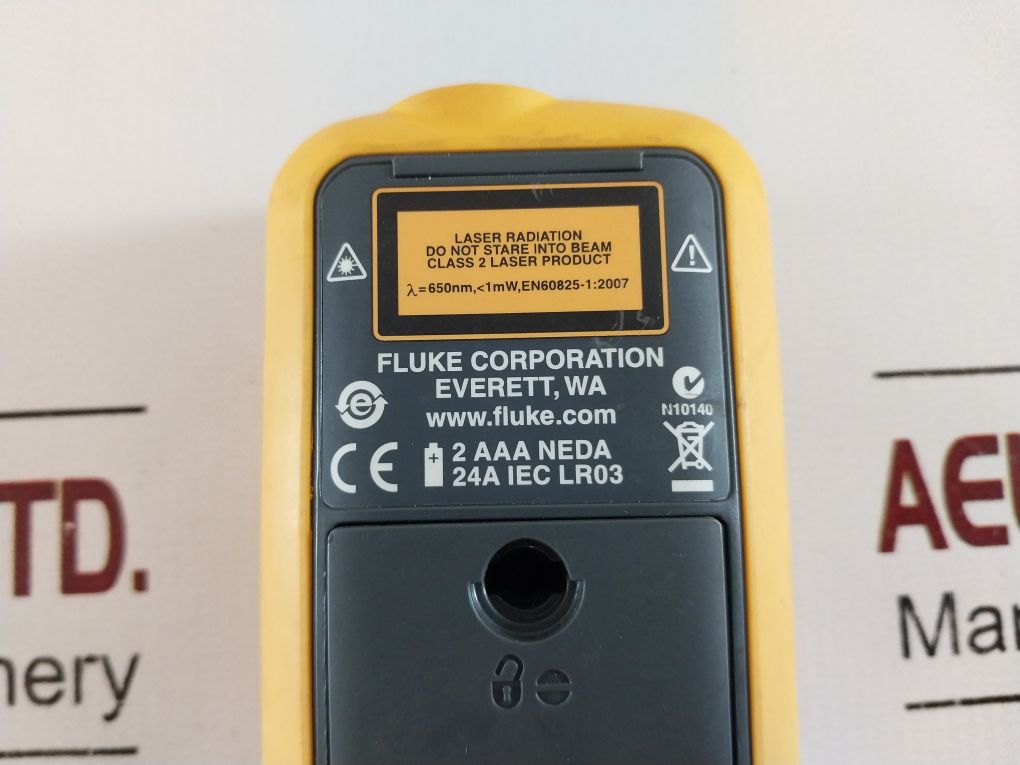 LASER RADIATION
DO NOT STARE INTO BEAM
CLASS 2 LASER PRODUCT
λ=650nm,<1mW,EN60825-1:2007
FLUKE CORPORATION
EVERETT, WA
www.fluke.com
N10140
CE
2 AAA NEDA
24A IEC LR03
TD.
nery
AE
Mar